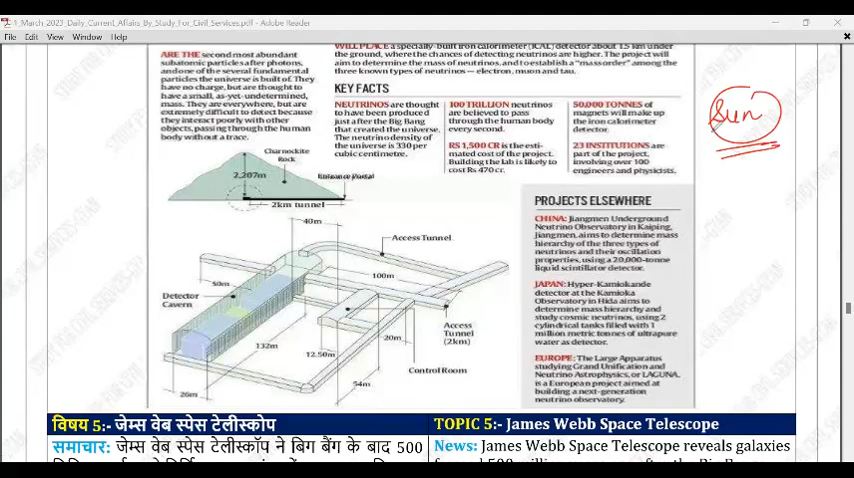 1_March_2023_Daily_Current_Affairs_By_Study_For_Civil_Services.pdf - Adobe Reader
File Edit View Window Help
ARE THE second most abundant
subatomic particles after photons,
and one of the several fundamental
particles the universe is built of. They
have no charge, but are thought to
have a small, as-yet-undetermined,
mass. They are everywhere, but are
extremely difficult to detect because
they interact poorly with other
objects, passing through the human
body without a trace.
WILL PLACE a specially-built iron calorimeter (ICAL) detector about 1.5 km under
the ground, where the chances of detecting neutrinos are higher. The project will
aim to determine the mass of neutrinos, and to establish a "mass order" among the
three known types of neutrinos — electron, muon and tau.
KEY FACTS
NEUTRINOS are thought
to have been produced
just after the Big Bang
that created the universe.
The neutrino density of
the universe is 330 per
cubic centimetre.
100 TRILLION neutrinos
are believed to pass
through the human body
every second.
RS 1,500 CR is the esti-
mated cost of the project.
Building the lab is likely to
cost Rs 470 cr.
50,000 TONNES of
magnets will make up
the iron calorimeter
detector.
23 INSTITUTIONS are
part of the project,
involving over 100
engineers and physicists.
Sun
Charnockite
Rock
2,207m
Entrance Portal
2km tunnel
40m
Access Tunnel
50m
100m
Detector
Cavern
Access
Tunnel
(2km)
132m
20m
12.50m
Control Room
54m
26m
PROJECTS ELSEWHERE
CHINA: Jiangmen Underground
Neutrino Observatory in Kaiping,
Jiangmen, aims to determine mass
hierarchy of the three types of
neutrinos and their oscillation
properties, using a 20,000-tonne
liquid scintillator detector.
JAPAN: Hyper-Kamiokande
detector at the Kamioka
Observatory in Hida aims to
determine mass hierarchy and
study cosmic neutrinos, using 2
cylindrical tanks filled with 1
million metric tonnes of ultrapure
water as detector.
EUROPE: The Large Apparatus
studying Grand Unification and
Neutrino Astrophysics, or LAGUNA,
is a European project aimed at
building a next-generation
neutrino observatory.
विषय 5:- जेम्स वेब स्पेस टेलीस्कोप
TOPIC 5:- James Webb Space Telescope
समाचार: जेम्स वेब स्पेस टेलीस्कॉप ने बिग बैंग के बाद 500
News: James Webb Space Telescope reveals galaxies